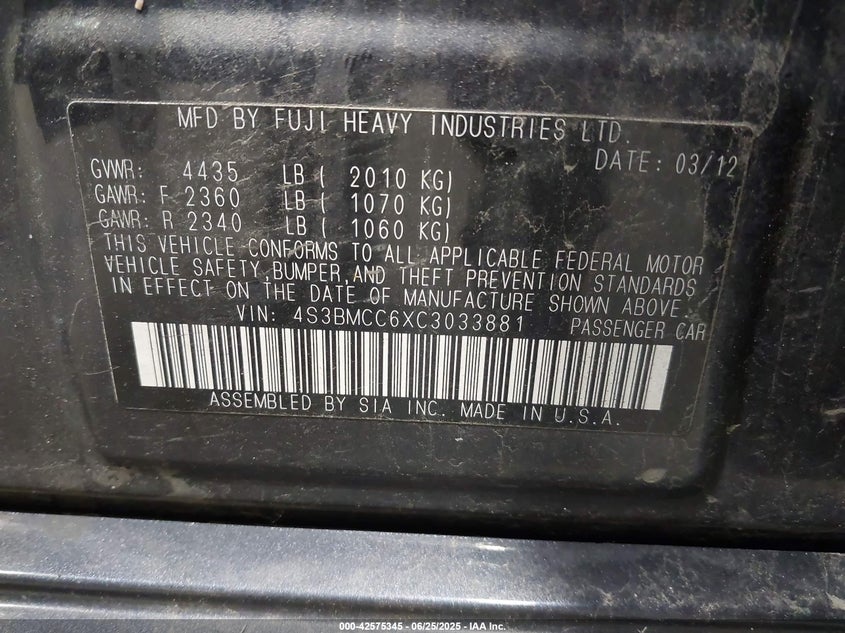 MFD BY FUJI HEAVY INDUSTRIES LTD.
DATE: 03/12
GVWR: 4435 LB ( 2010 KG)
GAWR: F 2360 LB ( 1070 KG)
GAWR: R 2340 LB ( 1060 KG)
THIS VEHICLE CONFORMS TO ALL APPLICABLE FEDERAL MOTOR
VEHICLE SAFETY, BUMPER, AND THEFT PREVENTION STANDARDS
IN EFFECT ON THE DATE OF MANUFACTURE SHOWN ABOVE.
VIN: 4S3BMCC6XC3033881 PASSENGER CAR
ASSEMBLED BY SIA INC. MADE IN U.S.A.
000-42575345 - 06/25/2025 - IAA Inc.